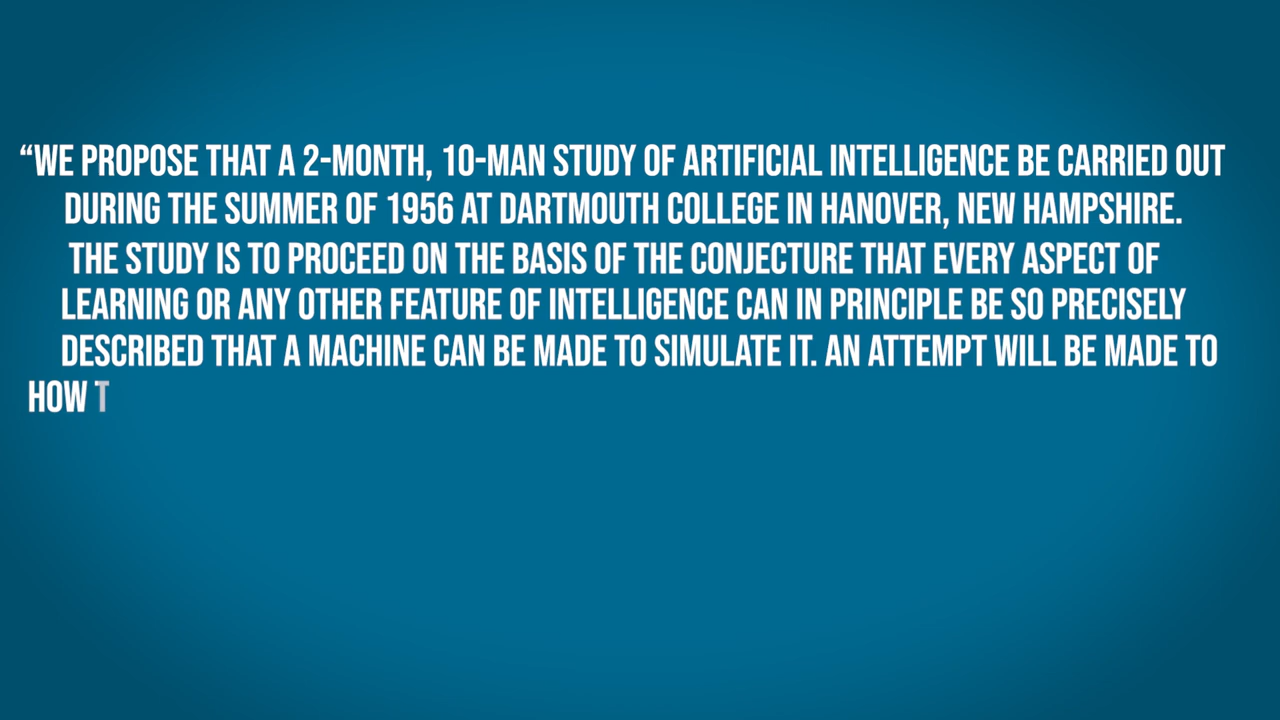 “WE PROPOSE THAT A 2-MONTH, 10-MAN STUDY OF ARTIFICIAL INTELLIGENCE BE CARRIED OUT
DURING THE SUMMER OF 1956 AT DARTMOUTH COLLEGE IN HANOVER, NEW HAMPSHIRE.
THE STUDY IS TO PROCEED ON THE BASIS OF THE CONJECTURE THAT EVERY ASPECT OF
LEARNING OR ANY OTHER FEATURE OF INTELLIGENCE CAN IN PRINCIPLE BE SO PRECISELY
DESCRIBED THAT A MACHINE CAN BE MADE TO SIMULATE IT. AN ATTEMPT WILL BE MADE TO
HOW T